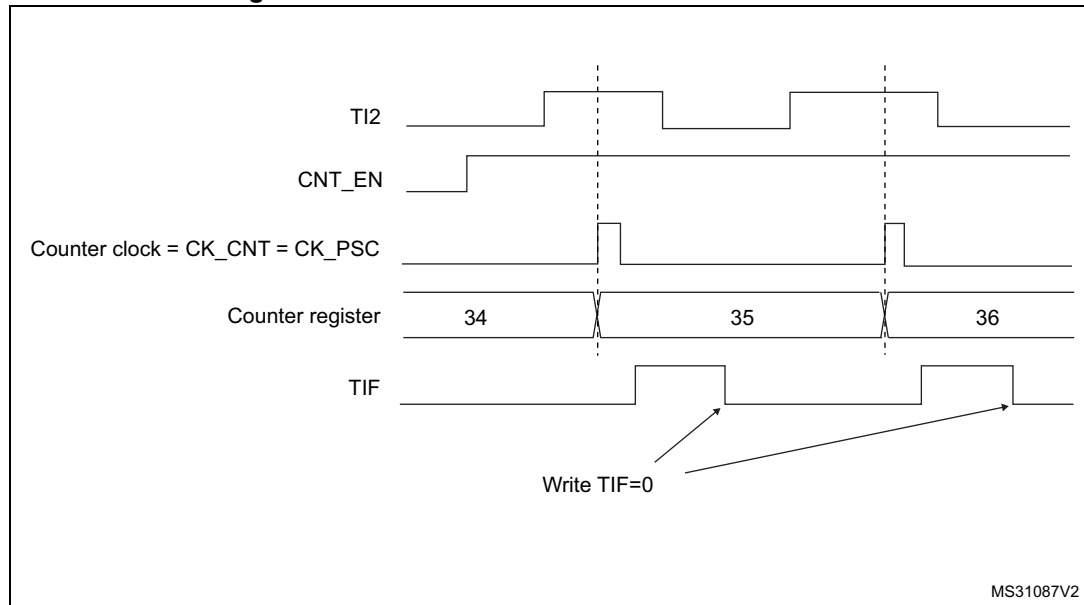 TI2
CNT_EN
Counter clock = CK_CNT = CK_PSC
Counter register
34
35
36
TIF
Write TIF=0
MS31087V2